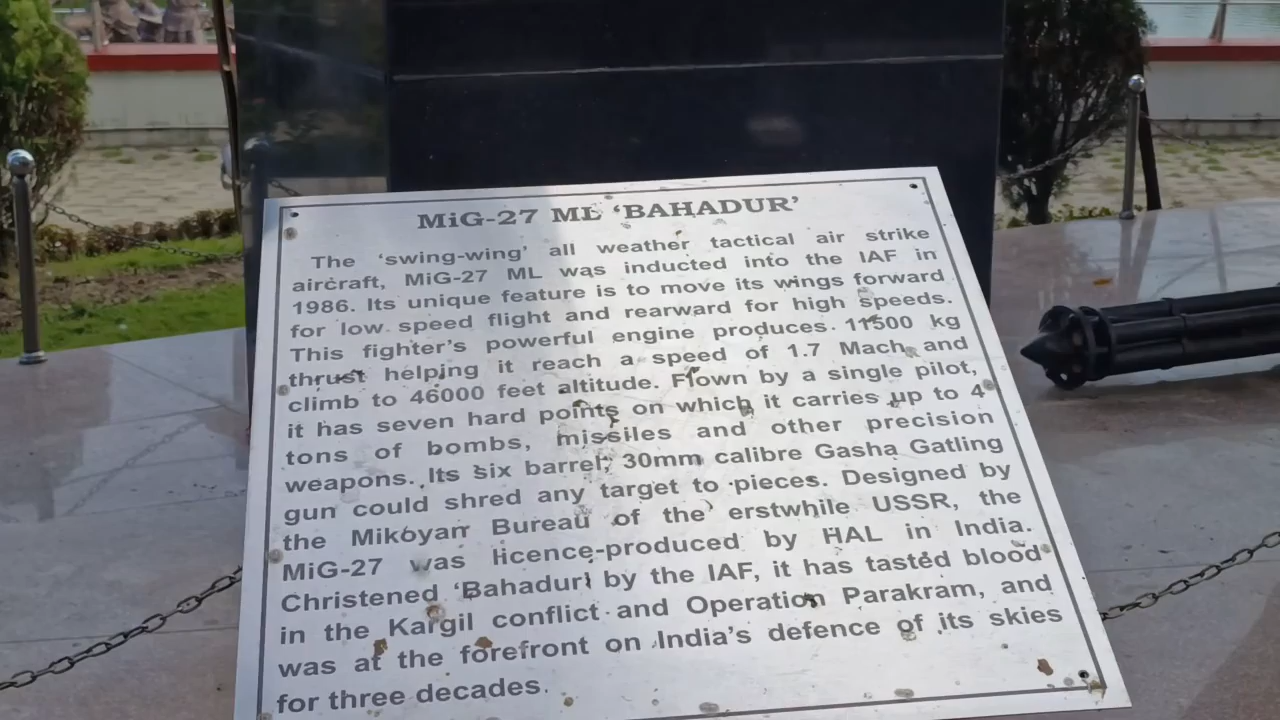 MiG-27 ML ‘BAHADUR’
The ‘swing-wing’ all weather tactical air strike
aircraft, MiG-27 ML was inducted into the IAF in
1986. Its unique feature is to move its wings forward
for low speed flight and rearward for high speeds.
This fighter’s powerful engine produces 11500 kg
thrust helping it reach a speed of 1.7 Mach and
climb to 46000 feet altitude. Flown by a single pilot,
it has seven hard points on which it carries up to 4
tons of bombs, missiles and other precision
weapons. Its six barrel, 30mm calibre Gasha Gatling
gun could shred any target to pieces. Designed by
the Mikoyan Bureau of the erstwhile USSR, the
MiG-27 was licence-produced by HAL in India.
Christened ‘Bahadur’ by the IAF, it has tasted blood
in the Kargil conflict and Operation Parakram, and
was at the forefront on India’s defence of its skies
for three decades.